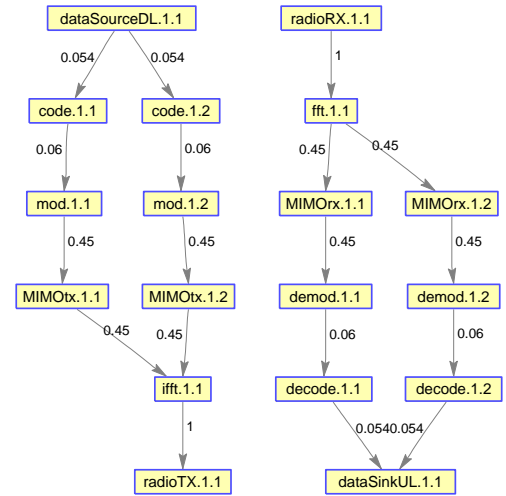 dataSourceDL.1.1 radioRX.1.1
0.054 0.054 1
code.1.1 code.1.2 fft.1.1
0.06 0.06 0.45 0.45
mod.1.1 mod.1.2 MIMOrx.1.1 MIMOrx.1.2
0.45 0.45 0.45 0.45
MIMOtx.1.1 MIMOtx.1.2 demod.1.1 demod.1.2
0.45 0.45 0.06 0.06
ifft.1.1 decode.1.1 decode.1.2
1 0.054 0.054
radioTX.1.1 dataSinkUL.1.1